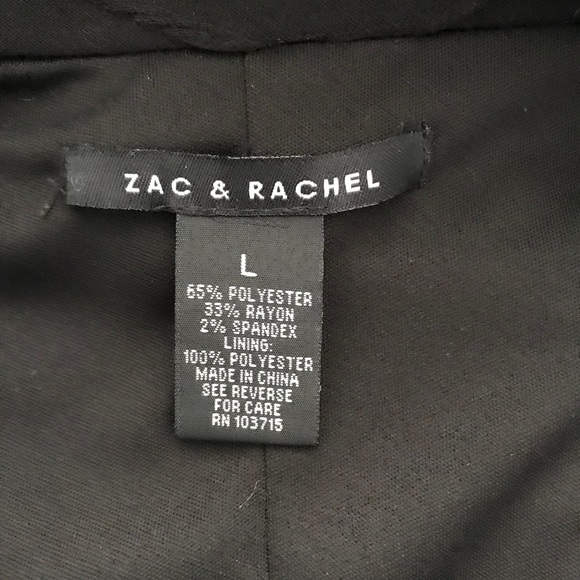 ZAC & RACHEL
L
65% POLYESTER
33% RAYON
2% SPANDEX
LINING:
100% POLYESTER
MADE IN CHINA
SEE REVERSE
FOR CARE
RN 103715